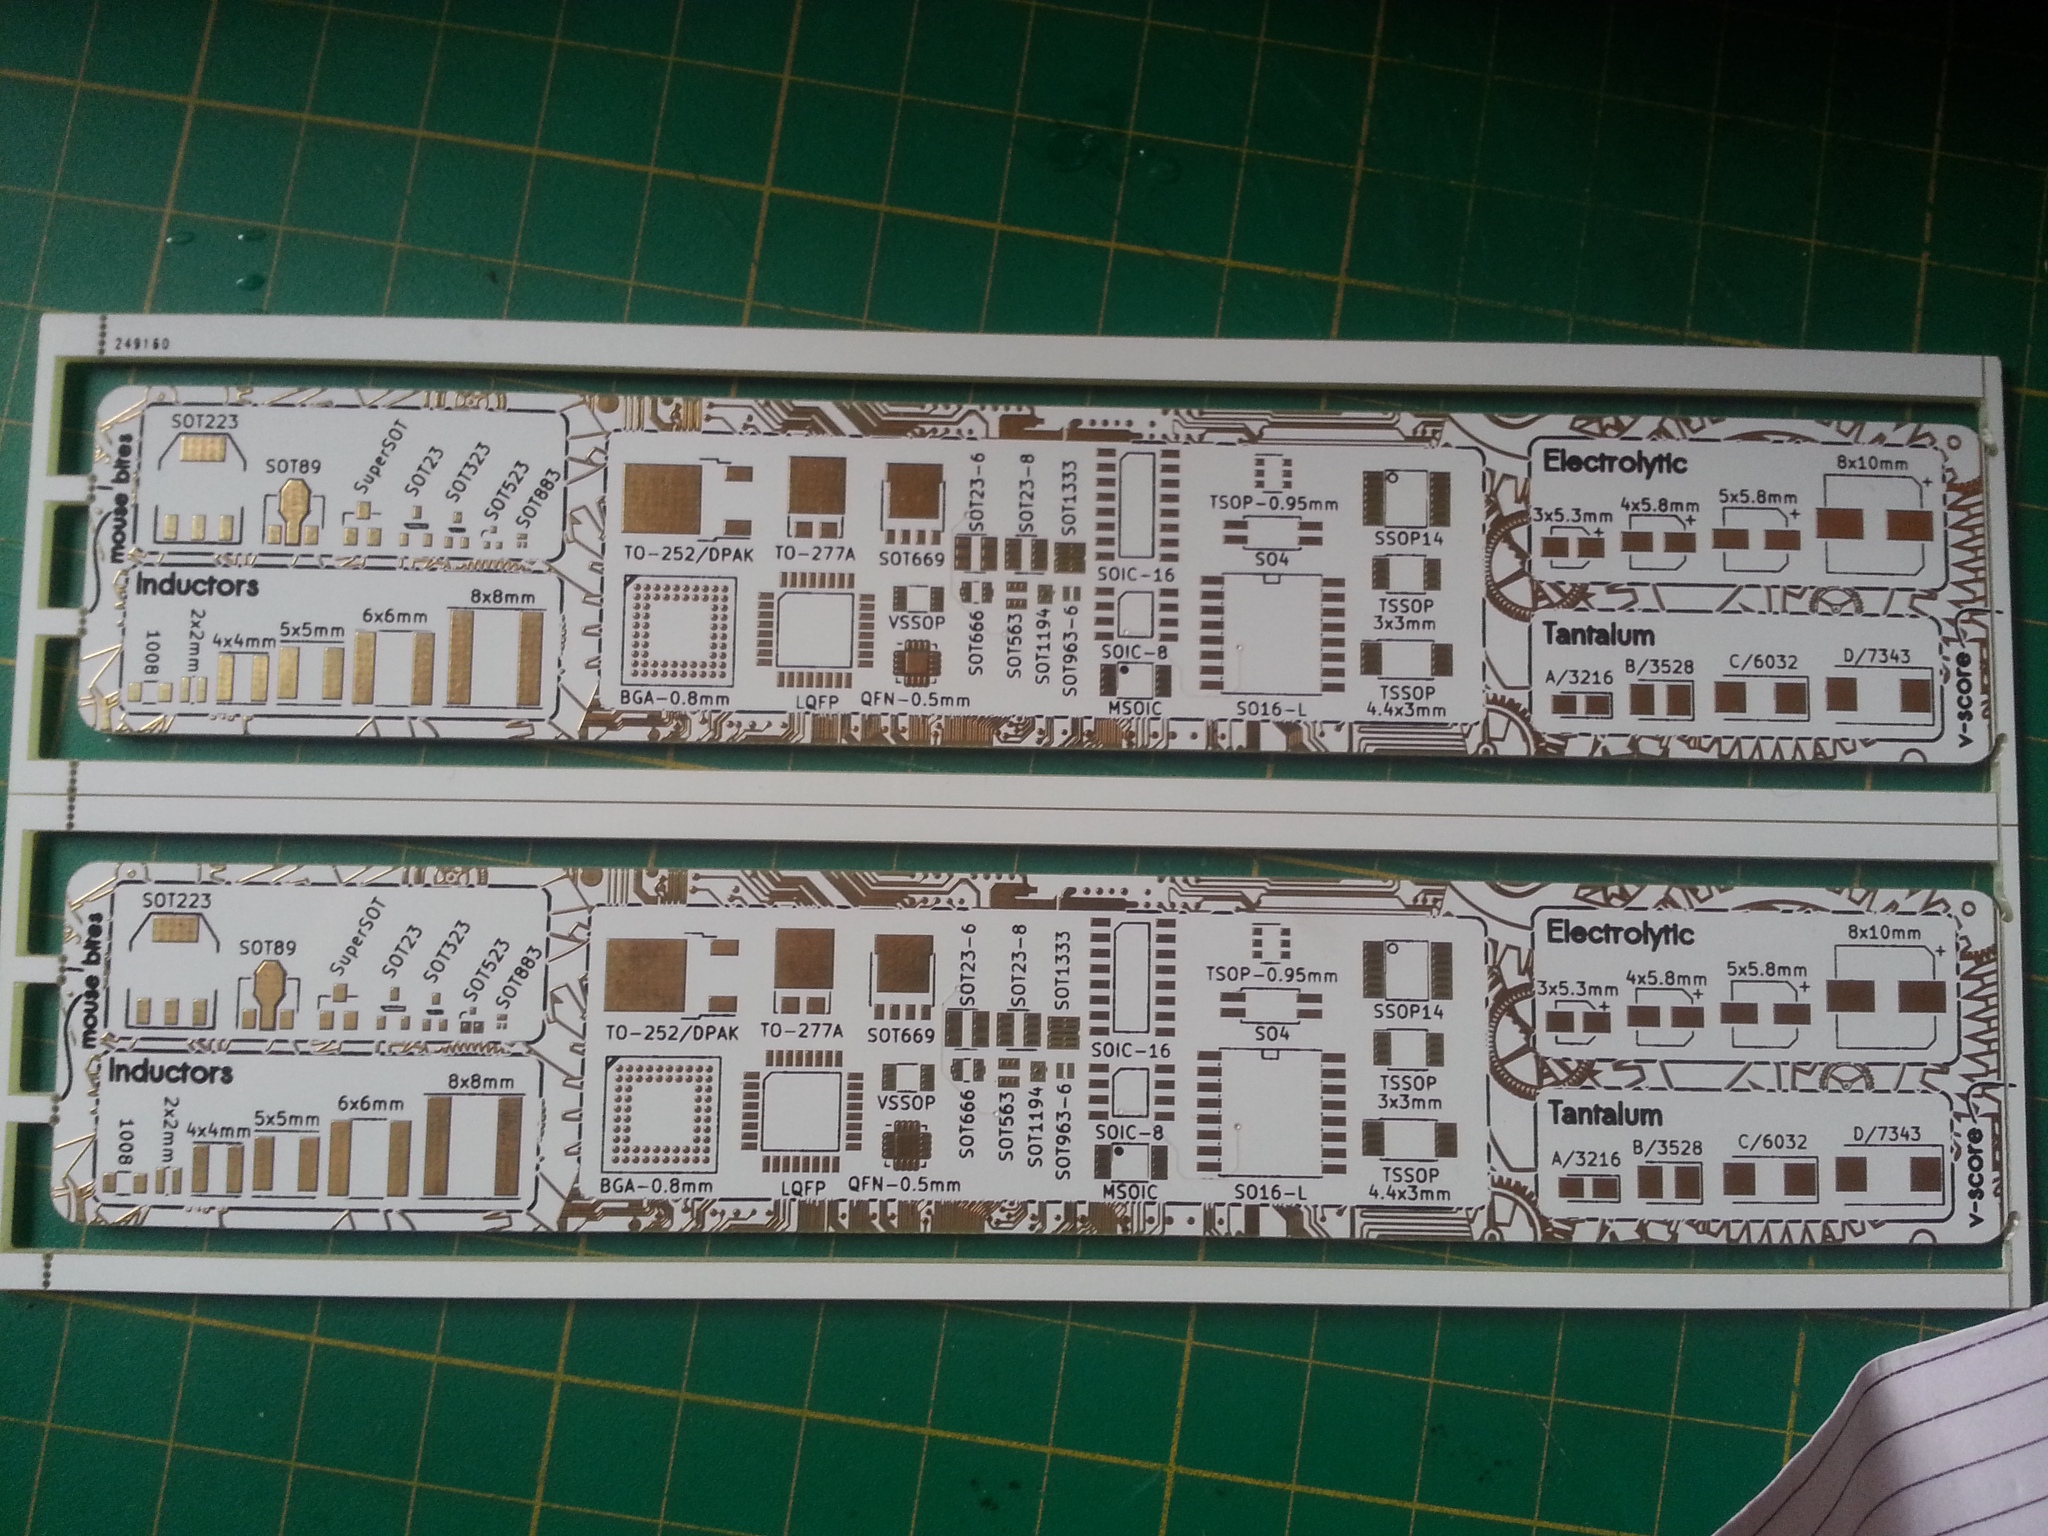 249160
SOT223
SOT89
SuperSOT
SOT23
SOT323
SOT523
SOT883
mouse bites
Inductors
1008
2x2mm
4x4mm
5x5mm
6x6mm
8x8mm
TO-252/DPAK
TO-277A
SOT669
SOT23-6
SOT23-8
SOT1333
SOIC-16
TSOP-0.95mm
SO4
SSOP14
BGA-0.8mm
LQFP
VSSOP
QFN-0.5mm
SOT666
SOT563
SOT1194
SOT963-6
SOIC-8
MSOIC
SO16-L
TSSOP
3x3mm
TSSOP
4.4x3mm
Electrolytic
3x5.3mm
+
4x5.8mm
+
5x5.8mm
+
8x10mm
+
Tantalum
A/3216
B/3528
C/6032
D/7343
v-score
SOT223
SOT89
SuperSOT
SOT23
SOT323
SOT523
SOT883
mouse bites
Inductors
1008
2x2mm
4x4mm
5x5mm
6x6mm
8x8mm
TO-252/DPAK
TO-277A
SOT669
SOT23-6
SOT23-8
SOT1333
SOIC-16
TSOP-0.95mm
SO4
SSOP14
BGA-0.8mm
LQFP
VSSOP
QFN-0.5mm
SOT666
SOT563
SOT1194
SOT963-6
SOIC-8
MSOIC
SO16-L
TSSOP
3x3mm
TSSOP
4.4x3mm
Electrolytic
3x5.3mm
+
4x5.8mm
+
5x5.8mm
+
8x10mm
+
Tantalum
A/3216
B/3528
C/6032
D/7343
v-score